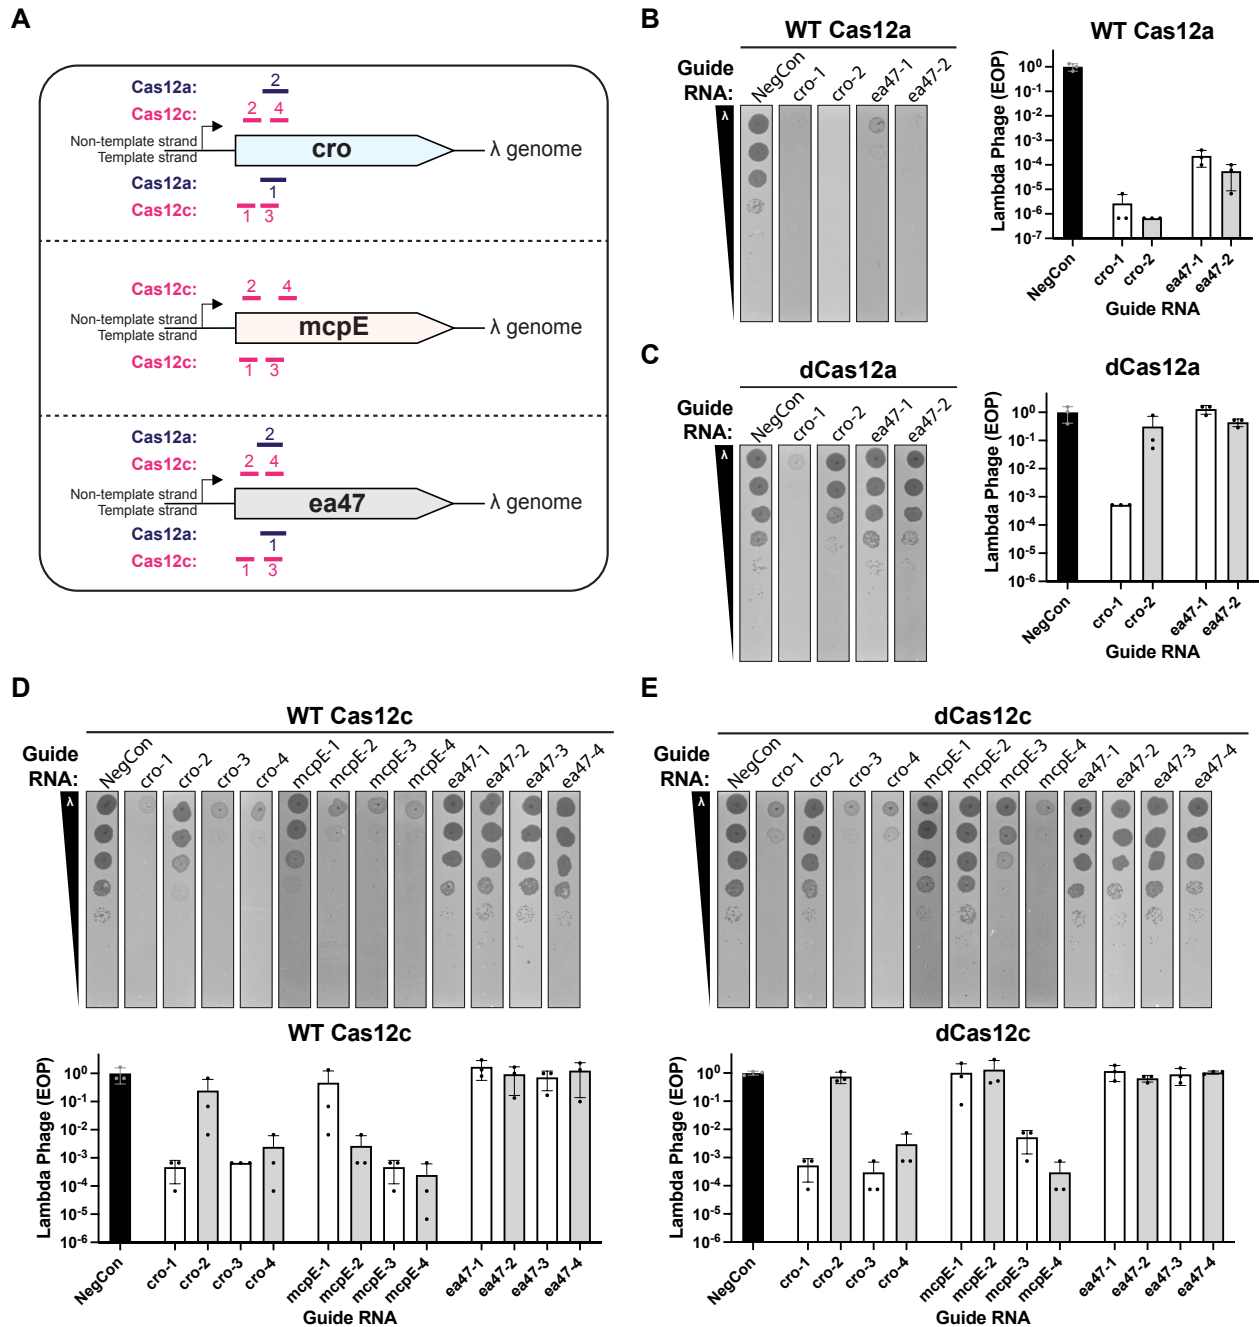 A
Cas12a:
2
Cas12c:
2 4
Non-template strand
Template strand
cro
λ genome
Cas12a:
1
Cas12c:
1 3
Cas12c:
2 4
Non-template strand
Template strand
mcpE
λ genome
Cas12c:
1 3
Cas12a:
2
Cas12c:
2 4
Non-template strand
Template strand
ea47
λ genome
Cas12a:
1
Cas12c:
1 3
B
WT Cas12a
Guide
RNA:
NegCon
cro-1
cro-2
ea47-1
ea47-2
λ
WT Cas12a
Lambda Phage (EOP)
10⁰
10⁻¹
10⁻²
10⁻³
10⁻⁴
10⁻⁵
10⁻⁶
10⁻⁷
NegCon
cro-1
cro-2
ea47-1
ea47-2
Guide RNA
C
dCas12a
Guide
RNA:
NegCon
cro-1
cro-2
ea47-1
ea47-2
λ
dCas12a
Lambda Phage (EOP)
10⁰
10⁻¹
10⁻²
10⁻³
10⁻⁴
10⁻⁵
10⁻⁶
NegCon
cro-1
cro-2
ea47-1
ea47-2
Guide RNA
D
WT Cas12c
Guide
RNA:
NegCon
cro-1
cro-2
cro-3
cro-4
mcpE-1
mcpE-2
mcpE-3
mcpE-4
ea47-1
ea47-2
ea47-3
ea47-4
λ
WT Cas12c
Lambda Phage (EOP)
10⁰
10⁻¹
10⁻²
10⁻³
10⁻⁴
10⁻⁵
10⁻⁶
NegCon
cro-1
cro-2
cro-3
cro-4
mcpE-1
mcpE-2
mcpE-3
mcpE-4
ea47-1
ea47-2
ea47-3
ea47-4
Guide RNA
E
dCas12c
Guide
RNA:
NegCon
cro-1
cro-2
cro-3
cro-4
mcpE-1
mcpE-2
mcpE-3
mcpE-4
ea47-1
ea47-2
ea47-3
ea47-4
λ
dCas12c
Lambda Phage (EOP)
10⁰
10⁻¹
10⁻²
10⁻³
10⁻⁴
10⁻⁵
10⁻⁶
NegCon
cro-1
cro-2
cro-3
cro-4
mcpE-1
mcpE-2
mcpE-3
mcpE-4
ea47-1
ea47-2
ea47-3
ea47-4
Guide RNA